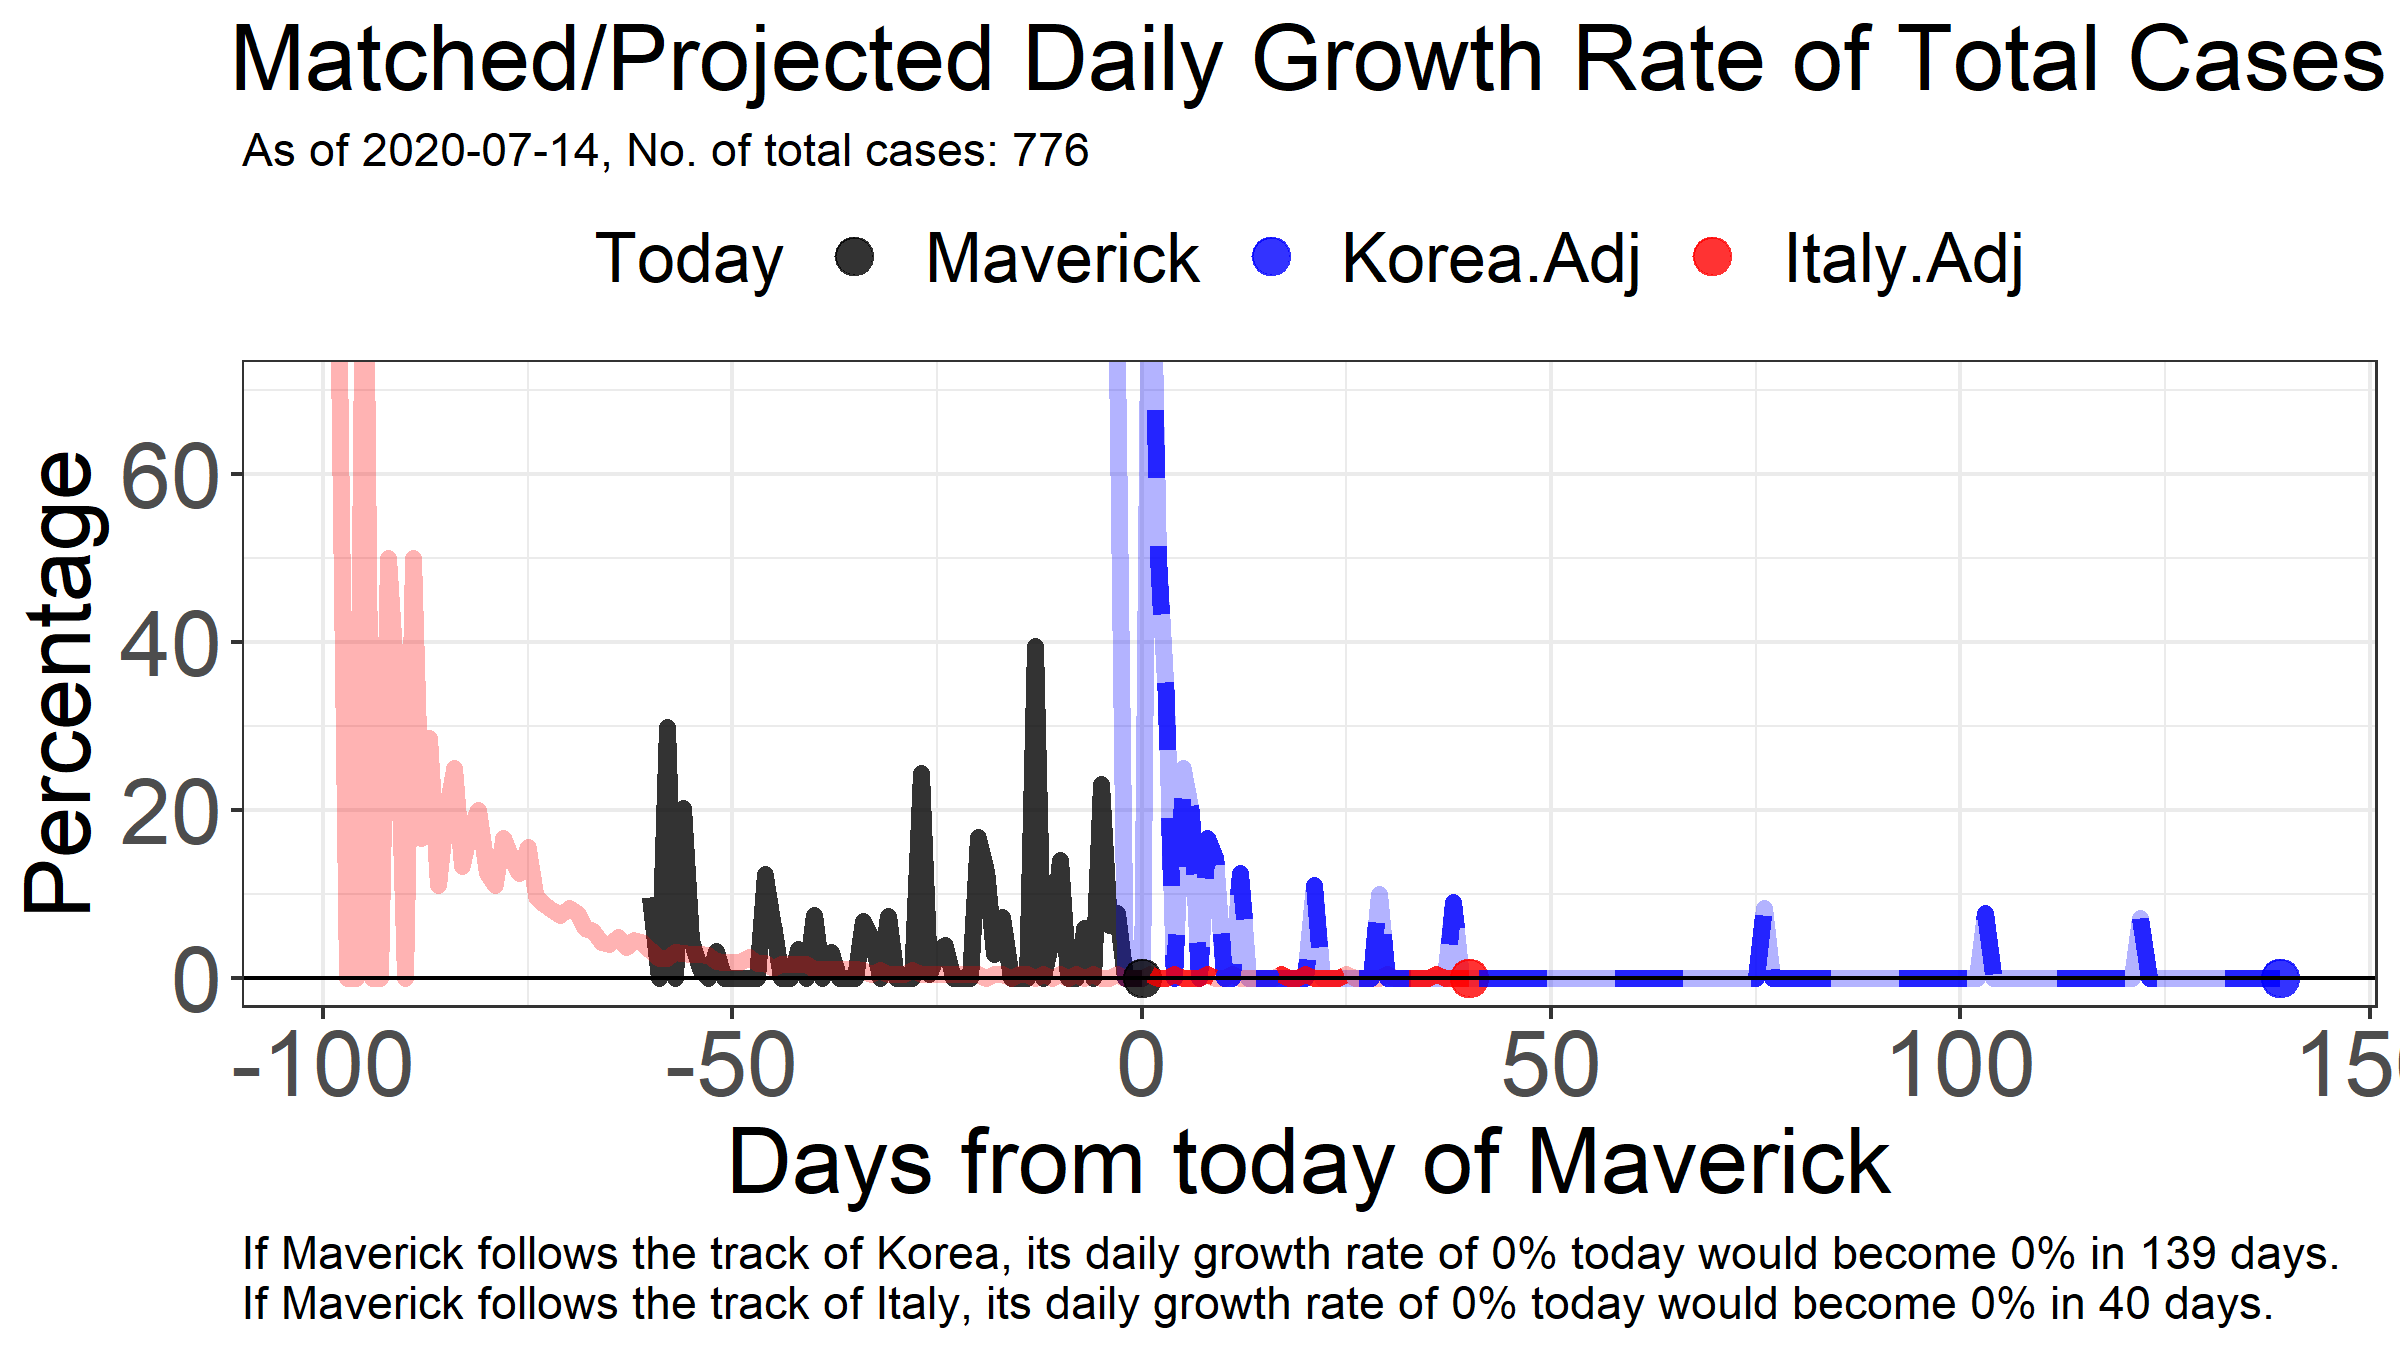 Matched/Projected Daily Growth Rate of Total Cases
As of 2020-07-14, No. of total cases: 776
Today Maverick Korea.Adj Italy.Adj
Percentage
60
40
20
0
-100 -50 0 50 100 150
Days from today of Maverick
If Maverick follows the track of Korea, its daily growth rate of 0% today would become 0% in 139 days.
If Maverick follows the track of Italy, its daily growth rate of 0% today would become 0% in 40 days.